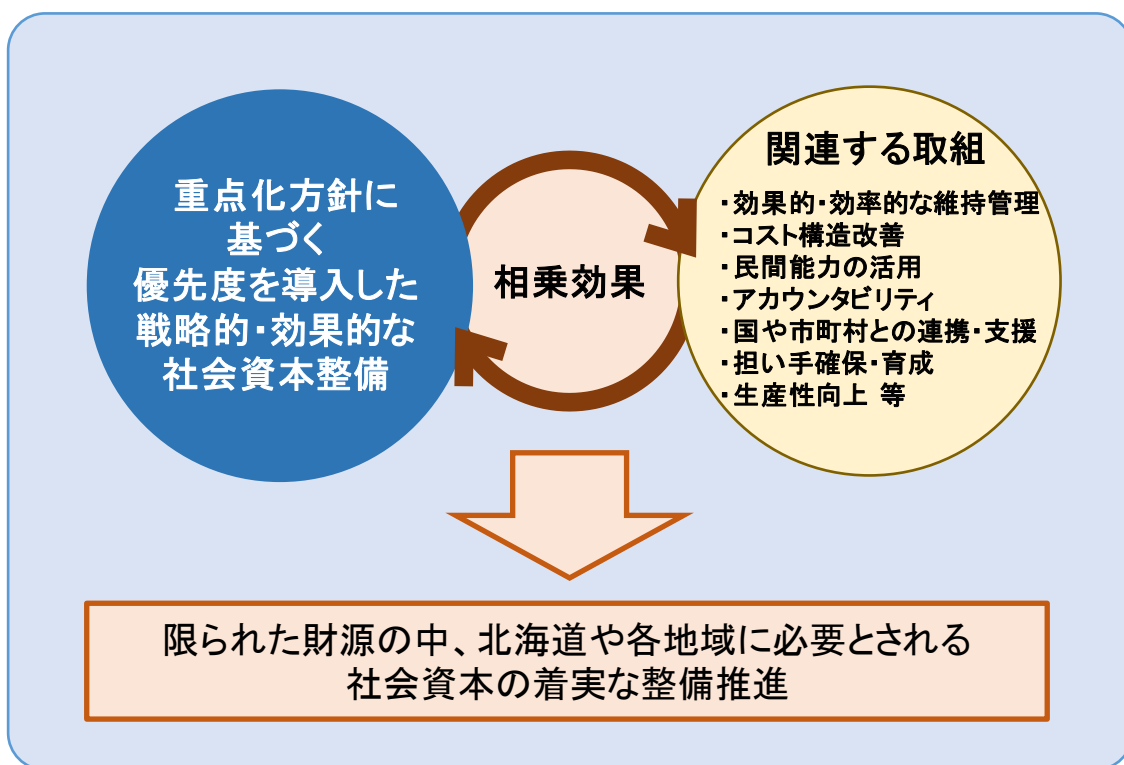 重点化方針に
基づく
優先度を導入した
戦略的・効果的な
社会資本整備
相乗効果
関連する取組
・効果的・効率的な維持管理
・コスト構造改善
・民間能力の活用
・アカウンタビリティ
・国や市町村との連携・支援
・担い手確保・育成
・生産性向上 等
限られた財源の中、北海道や各地域に必要とされる
社会資本の着実な整備推進